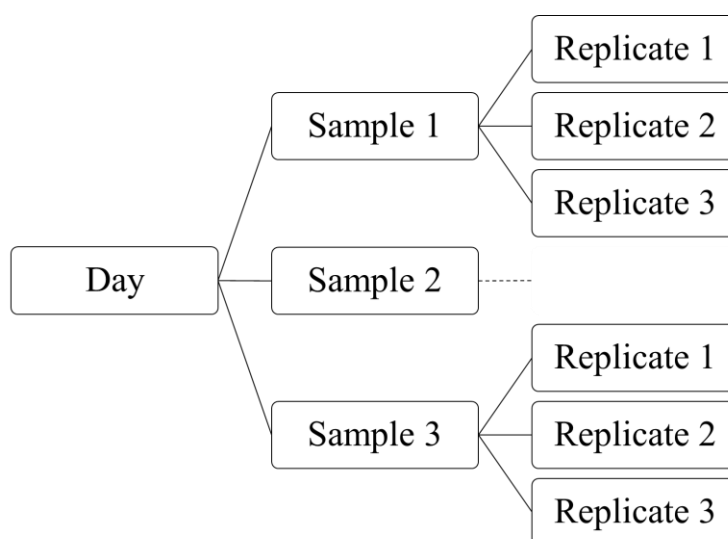 Replicate 1
Sample 1
Replicate 2
Replicate 3
Day
Sample 2
Replicate 1
Sample 3
Replicate 2
Replicate 3